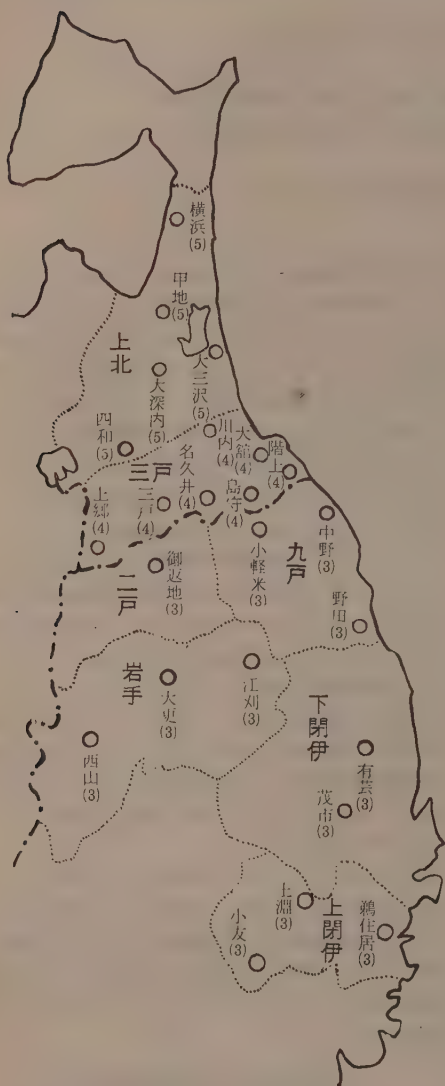 横浜(5)
甲地(5)
上北
大三沢(5)
大深内(5)
四和(5)
川内(4)
大舘(4)
階上(4)
三戸
名久井(4)
島守(4)
三戸(4)
上郷(4)
中野(3)
九戸
小軽米(3)
御返地(3)
二戸
野田(3)
岩手
大更(3)
江刈(3)
西山(3)
下閉伊
有芸(3)
茂市(3)
土淵(3)
上閉伊
鵜住居(3)
小友(3)